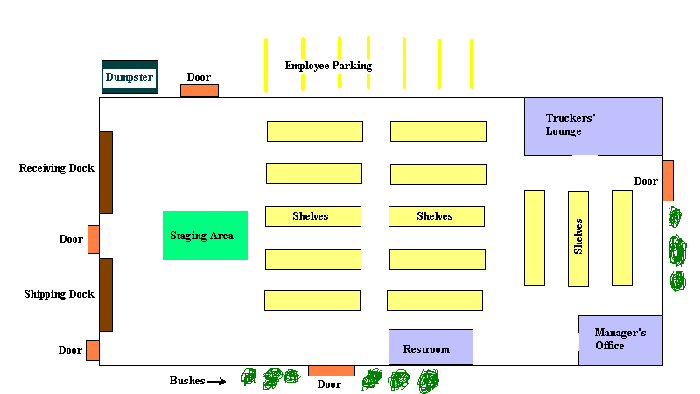 Employee Parking
Dumpster
Door
Truckers'
Lounge
Receiving Dock
Door
Shelves
Shelves
Shelves
Door
Staging Area
Shipping Dock
Manager's
Office
Door
Restroom
Bushes
Door